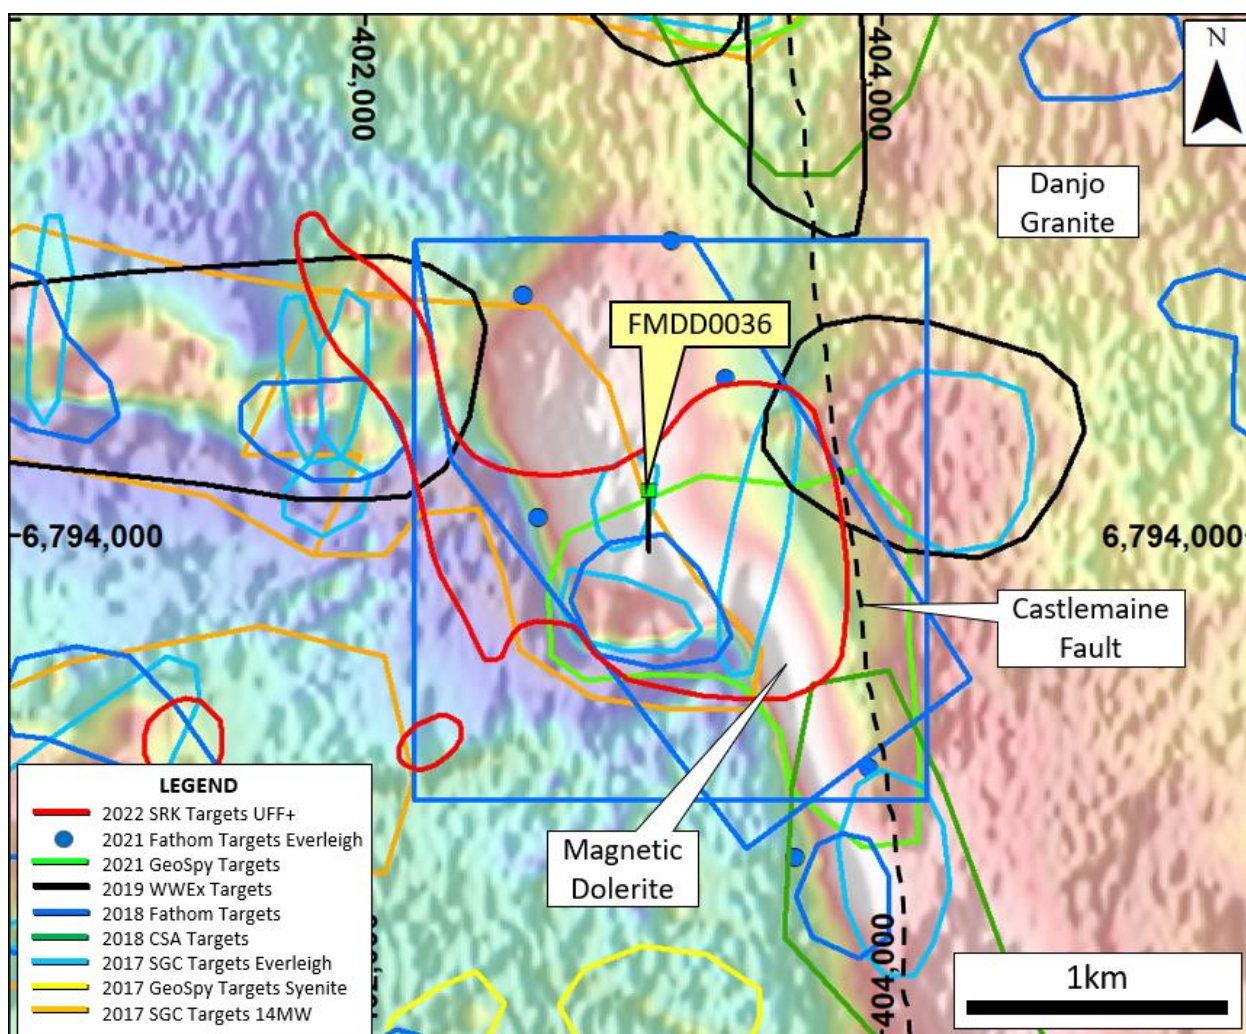 402,000
404,000
N
Danjo
Granite
FMDD0036
6,794,000
6,794,000
Castlemaine
Fault
Magnetic
Dolerite
LEGEND
2022 SRK Targets UFF+
2021 Fathom Targets Everleigh
2021 GeoSpy Targets
2019 WWEx Targets
2018 Fathom Targets
2018 CSA Targets
2017 SGC Targets Everleigh
2017 GeoSpy Targets Syenite
2017 SGC Targets 14MW
404,000
1km